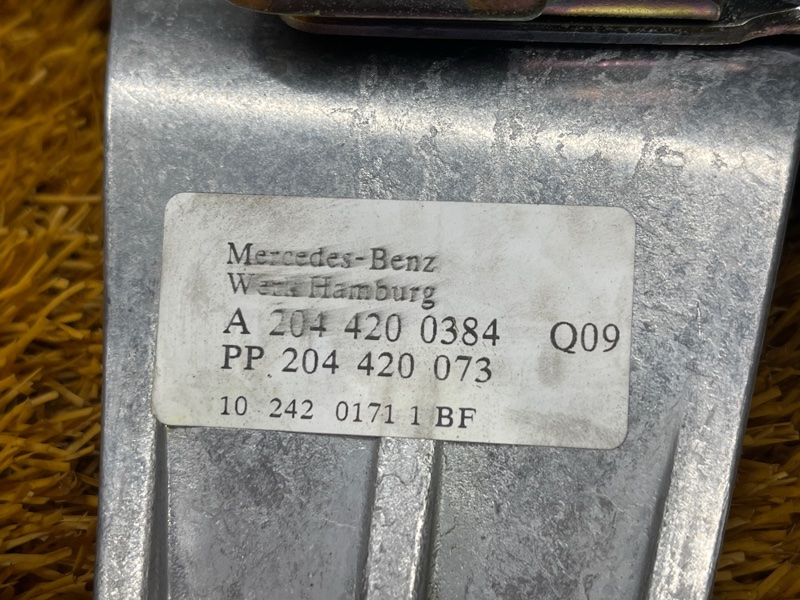 Mercedes-Benz
Werk Hamburg
A 204 420 0384 Q09
PP 204 420 073
10 242 0171 1 BF